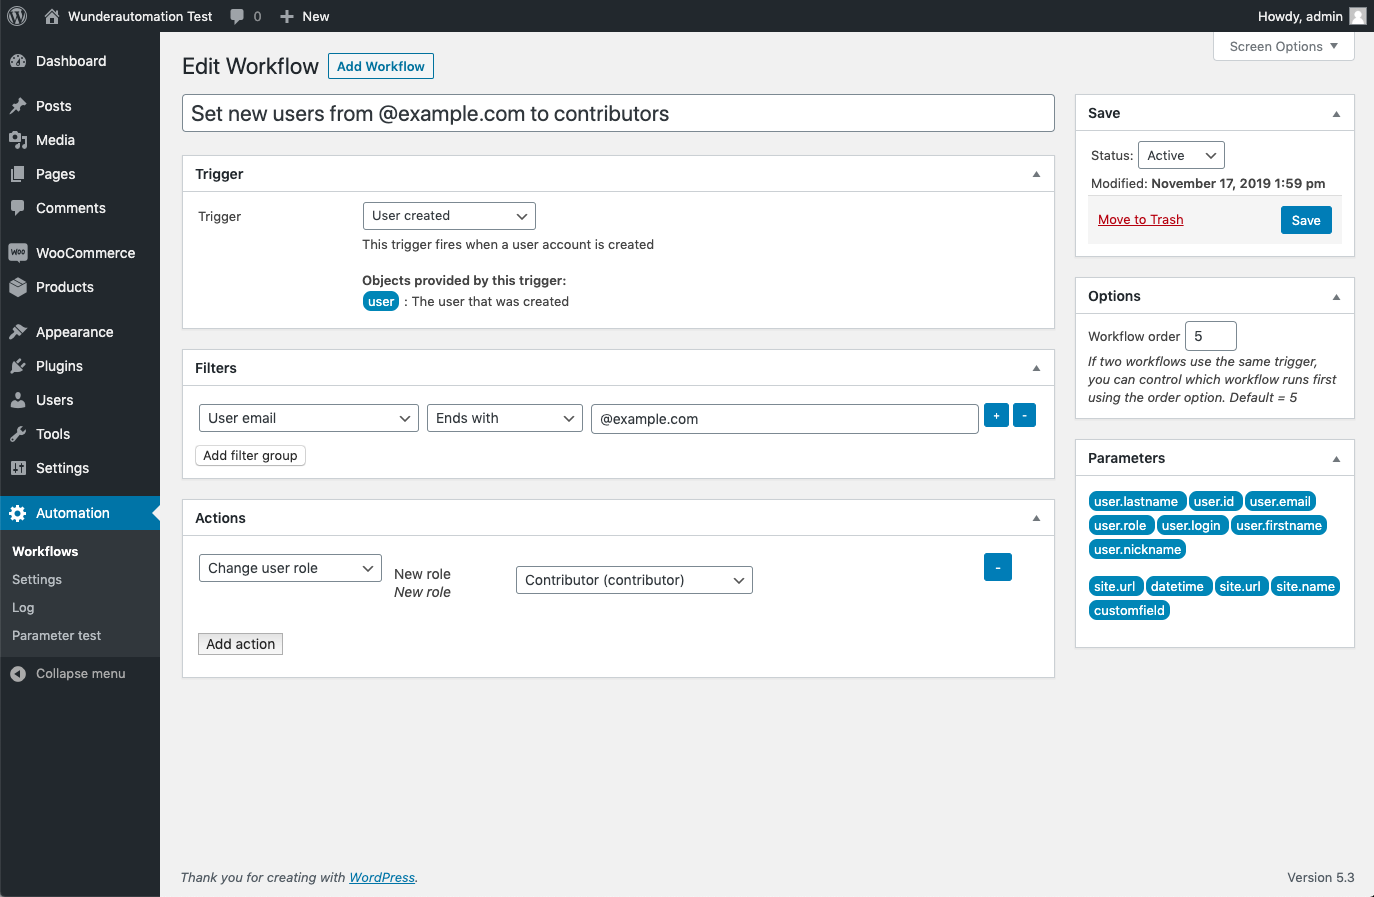 Wunderautomation Test 0 New Howdy, admin
Screen Options
Dashboard
Posts
Media
Pages
Comments
WOO WooCommerce
Products
Appearance
Plugins
Users
Tools
Settings
Automation
Workflows
Settings
Log
Parameter test
Collapse menu
Edit Workflow Add Workflow
Set new users from @example.com to contributors
Trigger
Trigger User created
This trigger fires when a user account is created
Objects provided by this trigger:
user : The user that was created
Filters
User email Ends with @example.com + -
Add filter group
Actions
Change user role New role Contributor (contributor) -
New role
Add action
Save
Status: Active
Modified: November 17, 2019 1:59 pm
Move to Trash Save
Options
Workflow order 5
If two workflows use the same trigger,
you can control which workflow runs first
using the order option. Default = 5
Parameters
user.lastname user.id user.email
user.role user.login user.firstname
user.nickname
site.url datetime site.url site.name
customfield
Thank you for creating with WordPress. Version 5.3